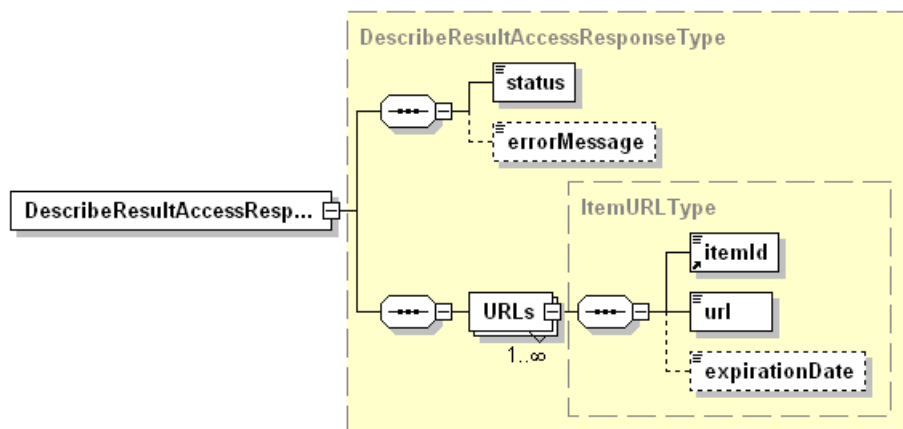 DescribeResultAccessResponseType
status
errorMessage
DescribeResultAccessResp...
ItemURLType
itemId
URLs
url
1..∞
expirationDate